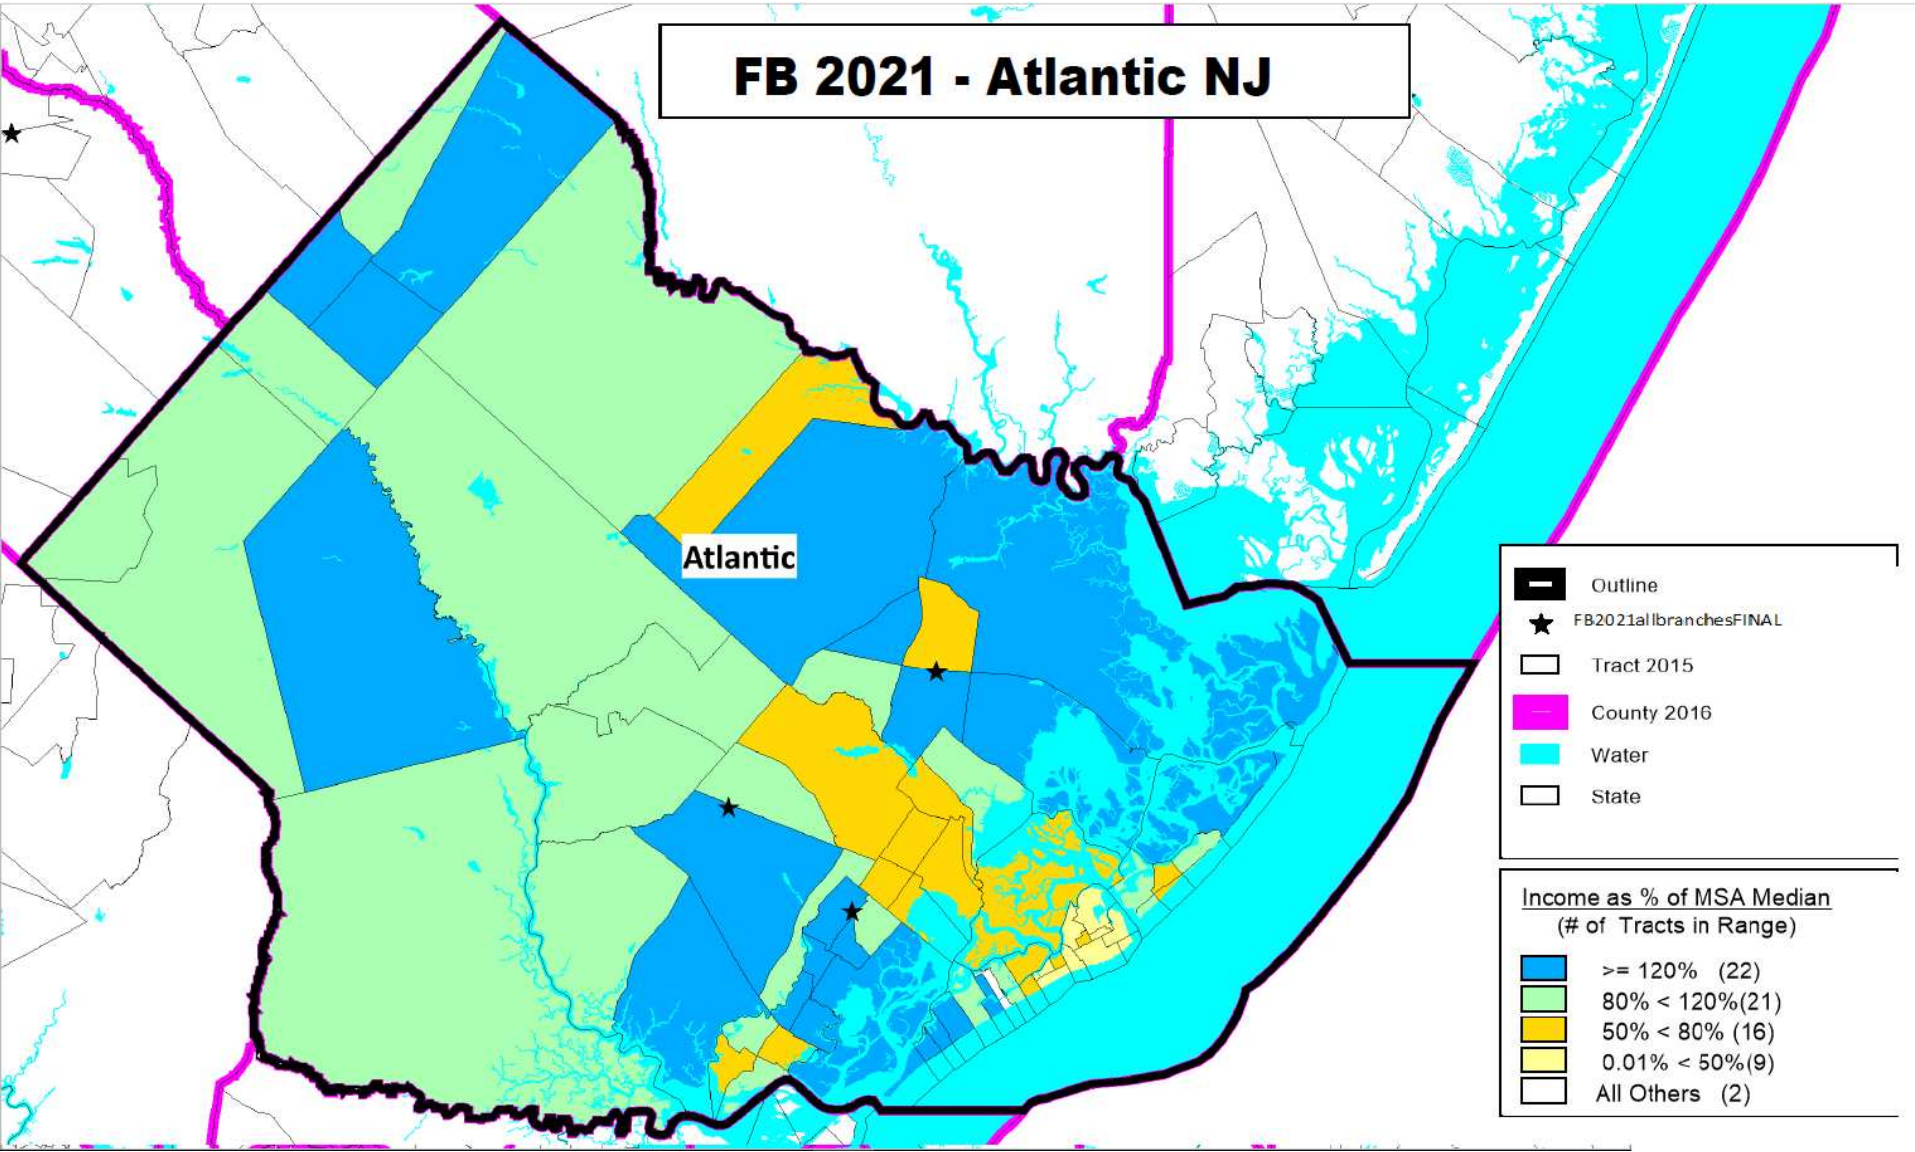 FB 2021 - Atlantic NJ
Atlantic
Outline
FB2021allbranchesFINAL
Tract 2015
County 2016
Water
State
Income as % of MSA Median
(# of Tracts in Range)
>= 120% (22)
80% < 120%(21)
50% < 80% (16)
0.01% < 50%(9)
All Others (2)